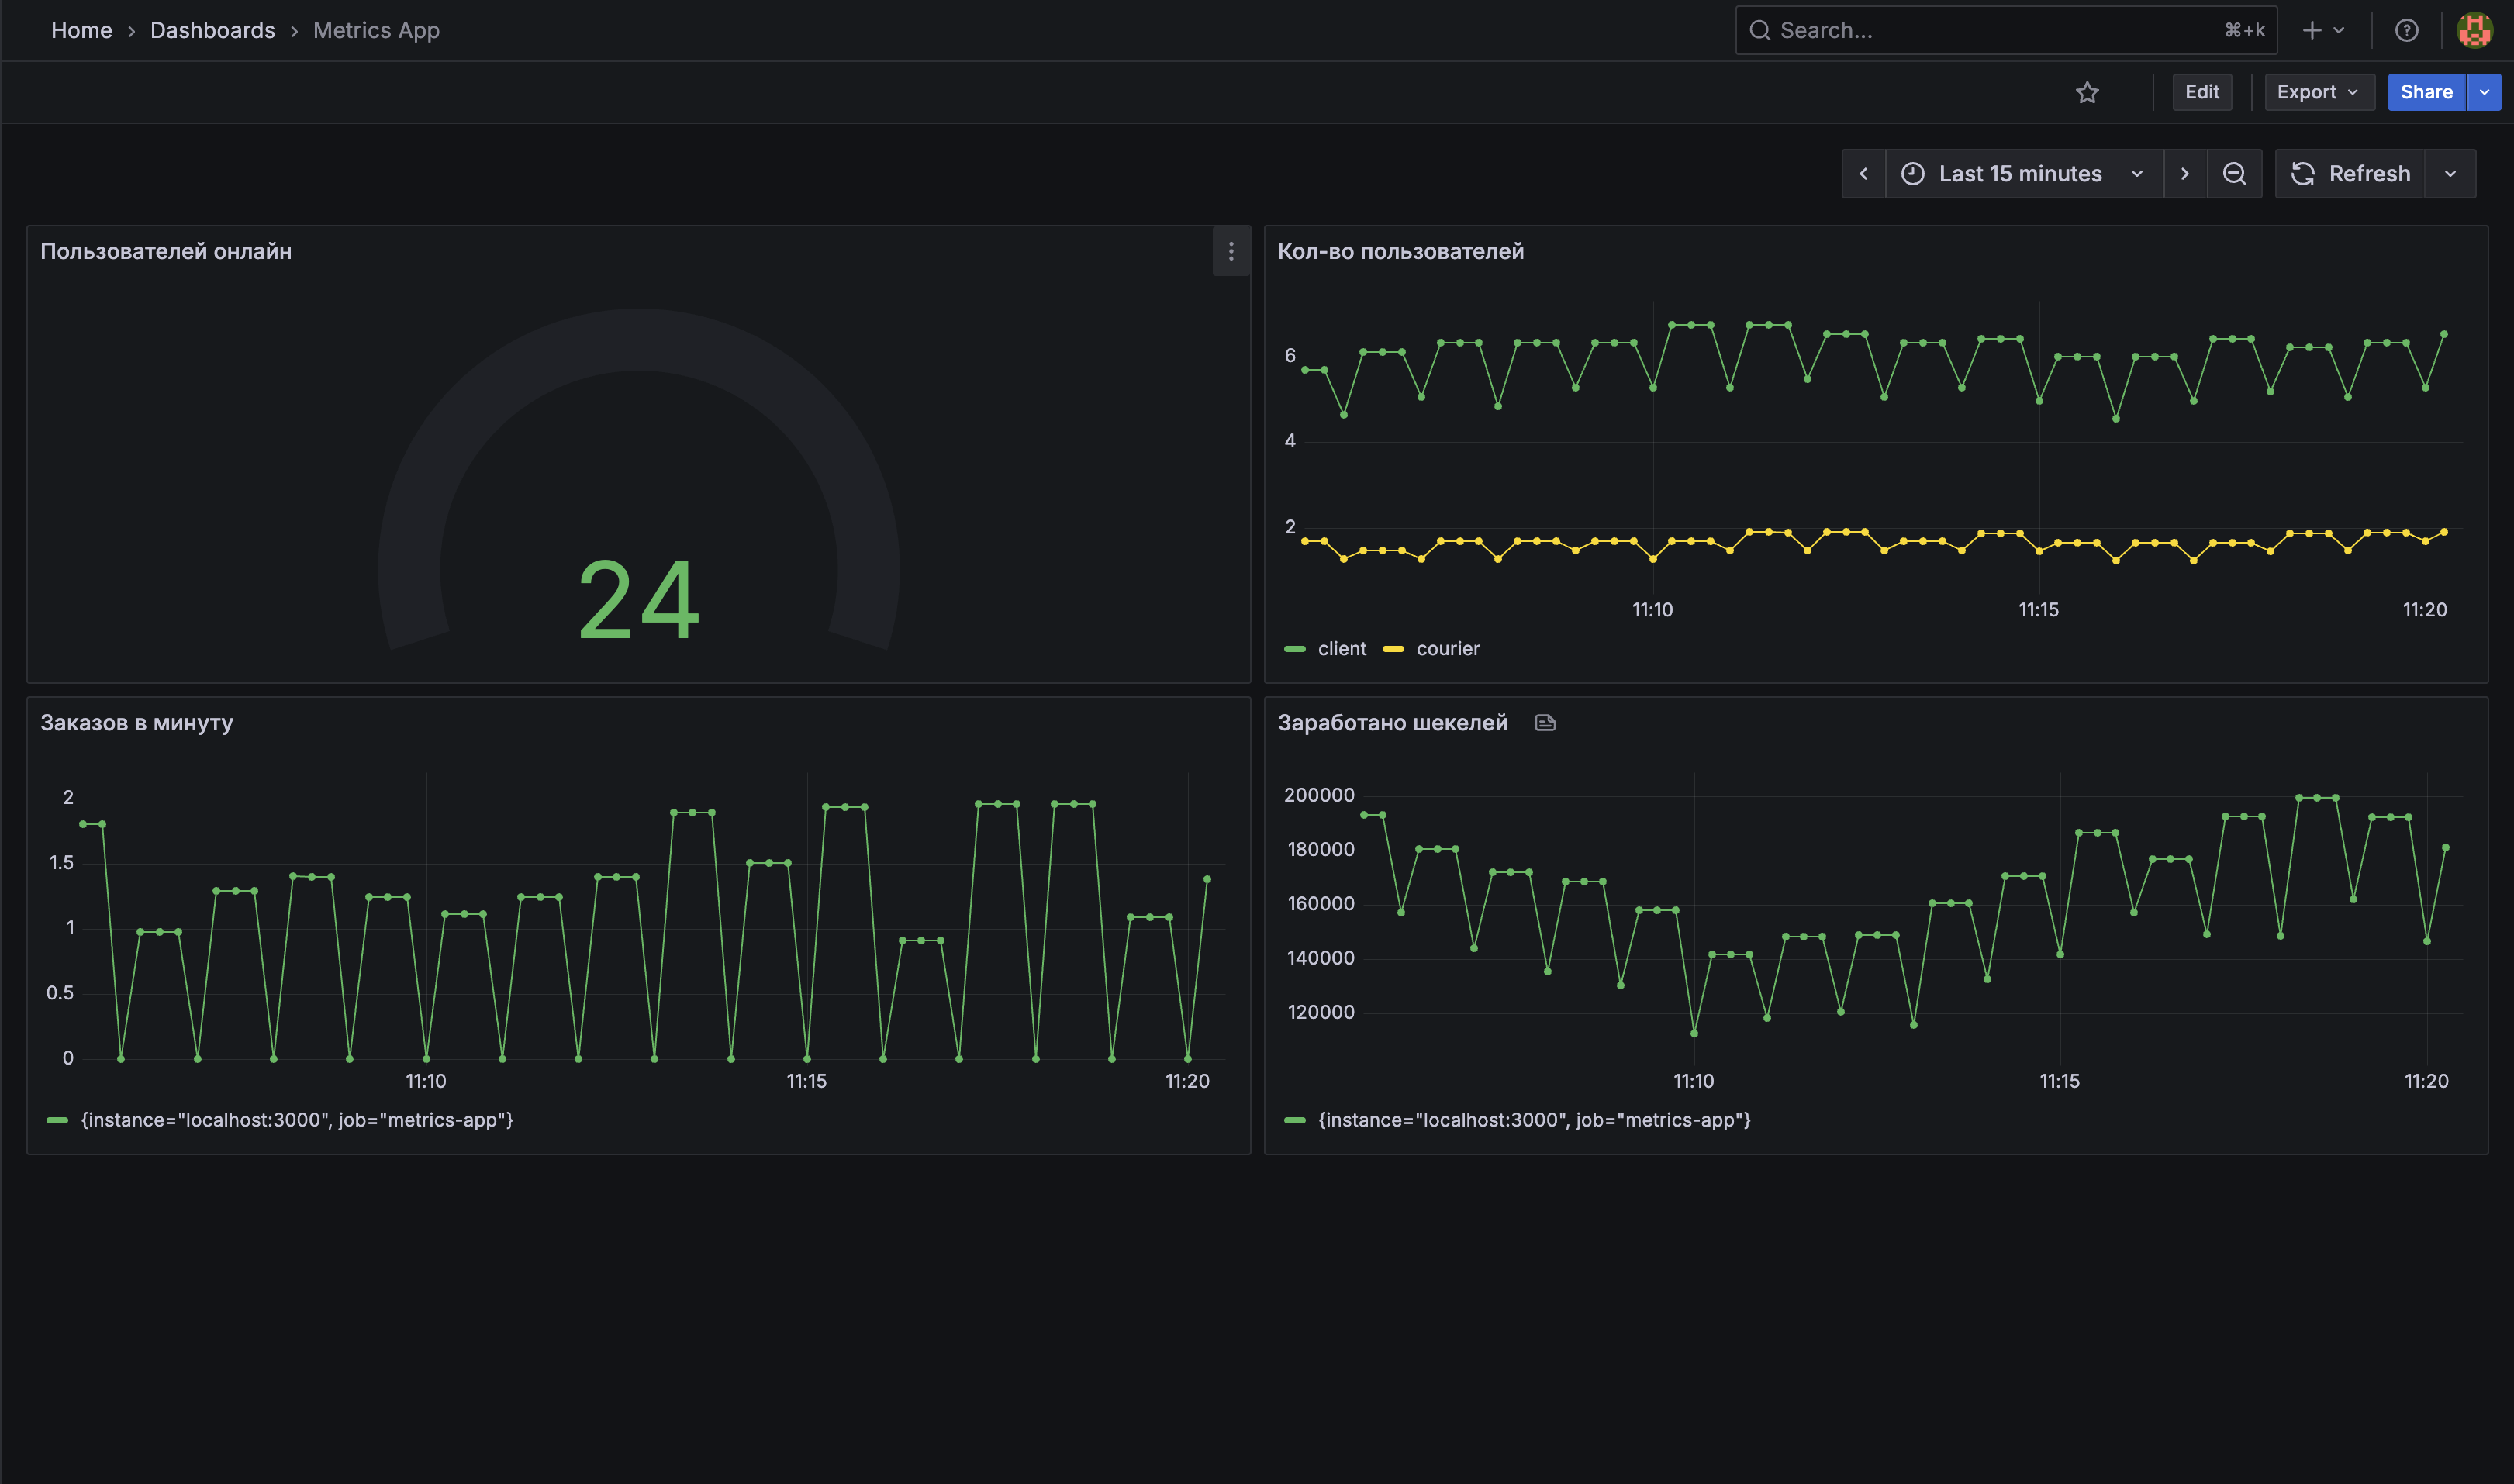 Home › Dashboards › Metrics App
Search... ⌘+k
Edit Export Share
Last 15 minutes Refresh
Пользователей онлайн
24
Кол-во пользователей
6
4
2
11:10 11:15 11:20
client courier
Заказов в минуту
2
1.5
1
0.5
0
11:10 11:15 11:20
{instance="localhost:3000", job="metrics-app"}
Заработано шекелей
200000
180000
160000
140000
120000
11:10 11:15 11:20
{instance="localhost:3000", job="metrics-app"}